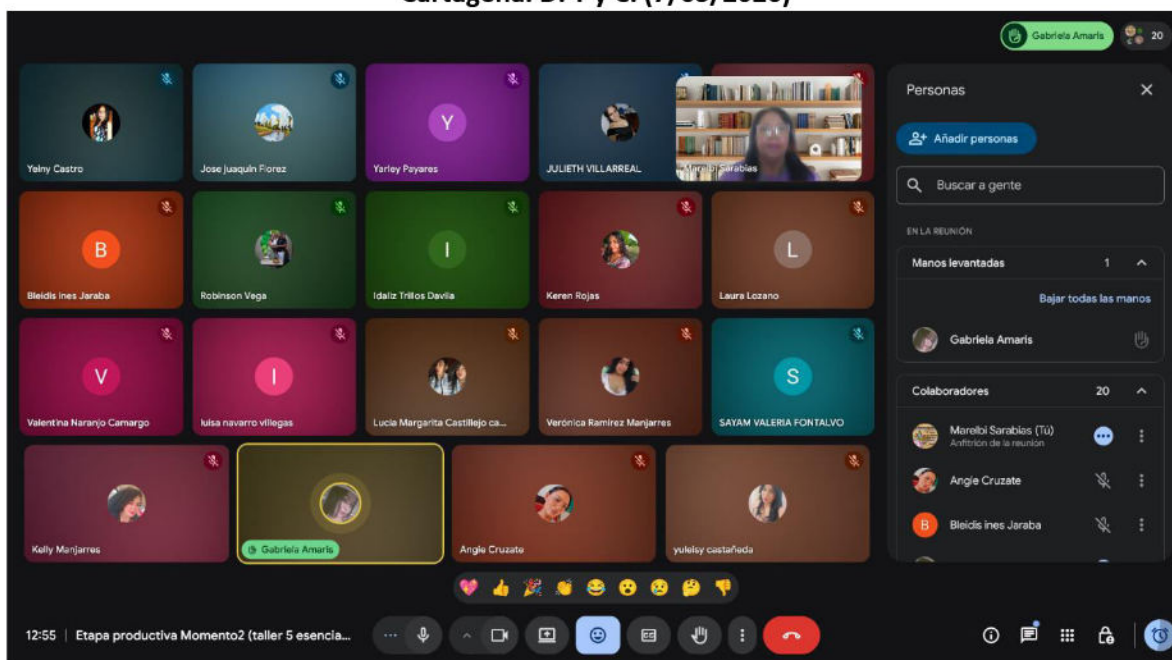 Gabriela Amaris
20
Yeiny Castro
Jose juaquin Florez
Y
Yarley Payares
JULIETH VILLARREAL
Marelbi Sarabias
B
Bleidis Ines Jaraba
Robinson Vega
I
Idaliz Trillos Davila
Keren Rojas
L
Laura Lozano
V
Valentina Naranjo Camargo
l
luisa navarro villegas
Lucia Margarita Castillejo ca...
Verónica Ramírez Manjarres
S
SAYAM VALERIA FONTALVO
Kelly Manjarres
Gabriela Amaris
Angie Cruzate
yuleisy castañeda
Personas
Añadir personas
Buscar a gente
EN LA REUNIÓN
Manos levantadas 1
Bajar todas las manos
Gabriela Amaris
Colaboradores 20
Marelbi Sarabias (Tú)
Anfitrión de la reunión
Angie Cruzate
B
Bleidis ines Jaraba
12:55 | Etapa productiva Momento2 (taller 5 esencia...
CC